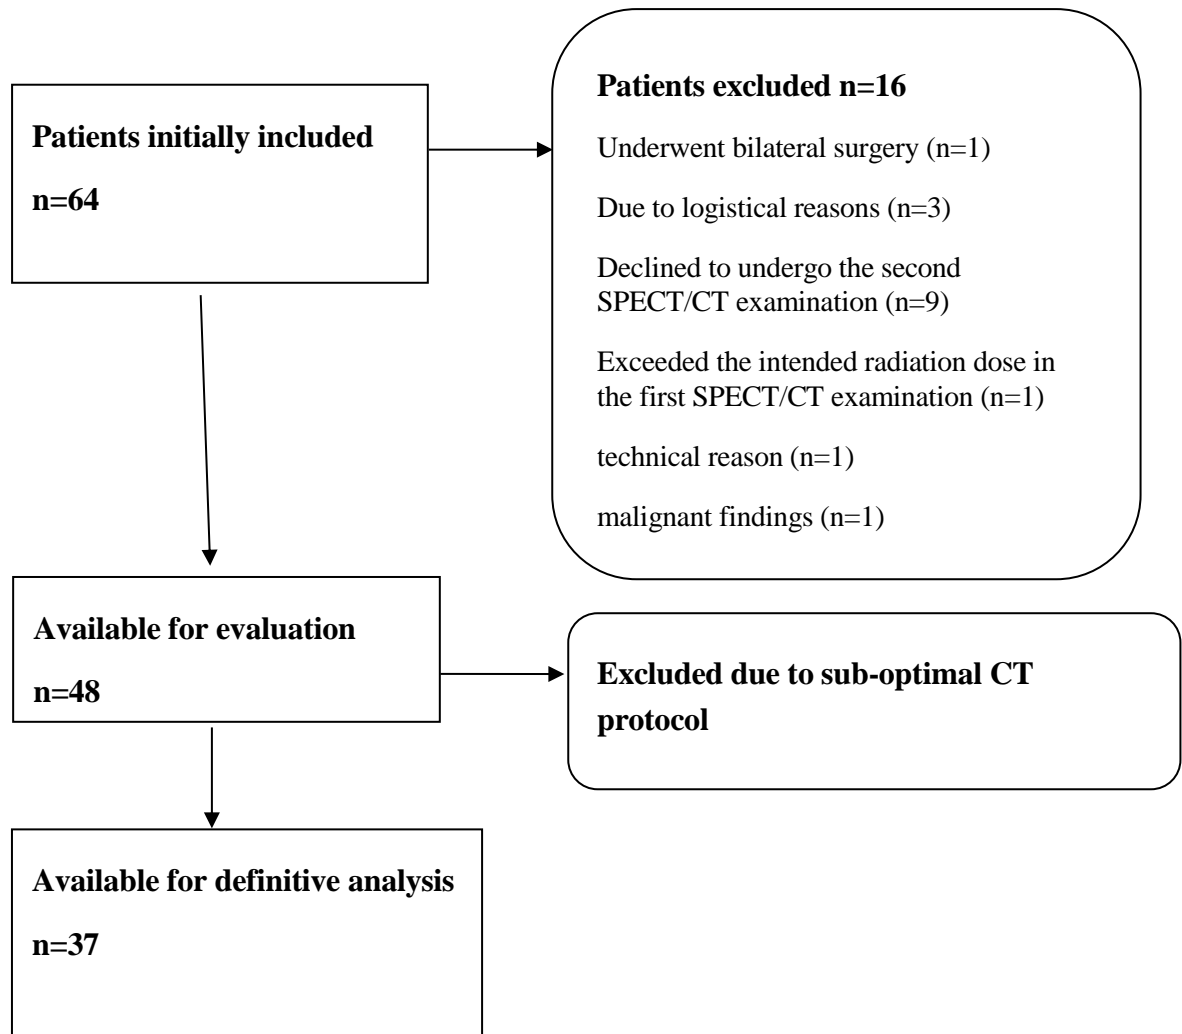 Patients initially included
n=64
Patients excluded n=16
Underwent bilateral surgery (n=1)
Due to logistical reasons (n=3)
Declined to undergo the second
SPECT/CT examination (n=9)
Exceeded the intended radiation dose in
the first SPECT/CT examination (n=1)
technical reason (n=1)
malignant findings (n=1)
Available for evaluation
n=48
Excluded due to sub-optimal CT
protocol
Available for definitive analysis
n=37